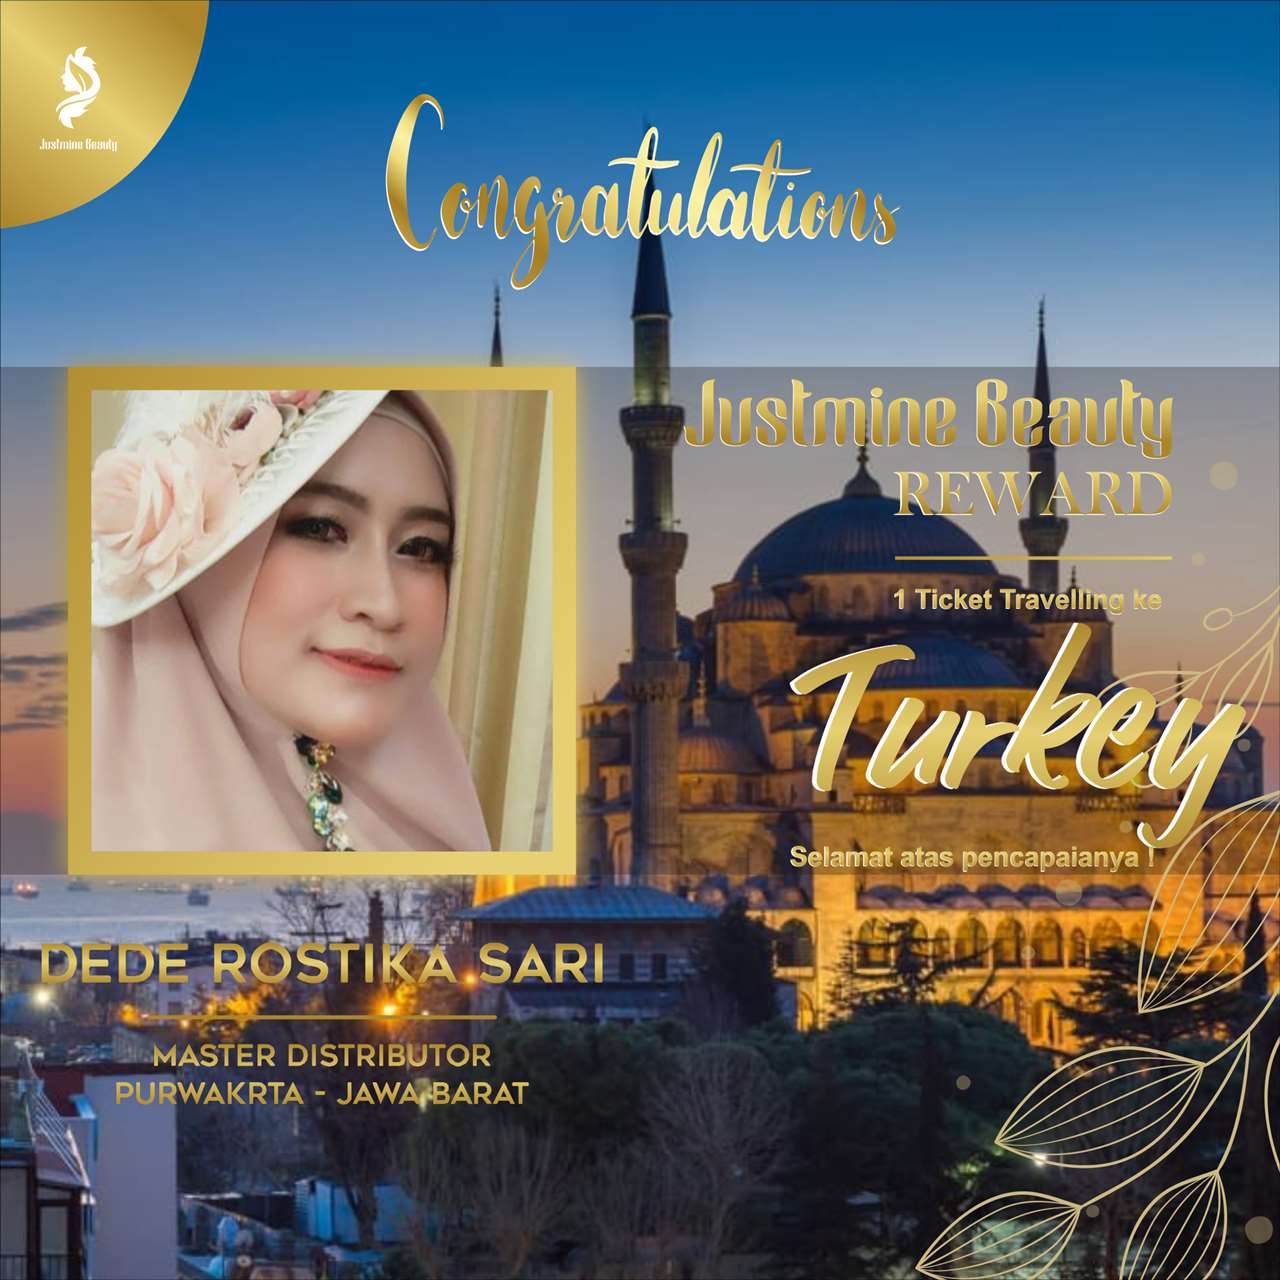 Justmine Beauty
Congratulations
Justmine Beauty
REWARD
1 Ticket Travelling ke
Turkey
Selamat atas pencapaianya !
DEDE ROSTIKA SARI
MASTER DISTRIBUTOR
PURWAKRTA - JAWA BARAT